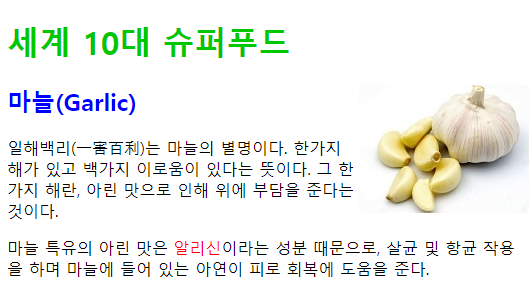 세계 10대 슈퍼푸드
마늘(Garlic)
일해백리(一害百利)는 마늘의 별명이다. 한가지
해가 있고 백가지 이로움이 있다는 뜻이다. 그 한
가지 해란, 아린 맛으로 인해 위에 부담을 준다는
것이다.
마늘 특유의 아린 맛은 알리신이라는 성분 때문으로, 살균 및 항균 작용
을 하며 마늘에 들어 있는 아연이 피로 회복에 도움을 준다.